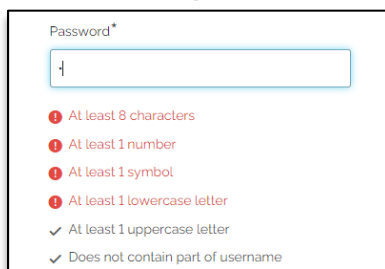 Password*
•
At least 8 characters
At least 1 number
At least 1 symbol
At least 1 lowercase letter
At least 1 uppercase letter
Does not contain part of username